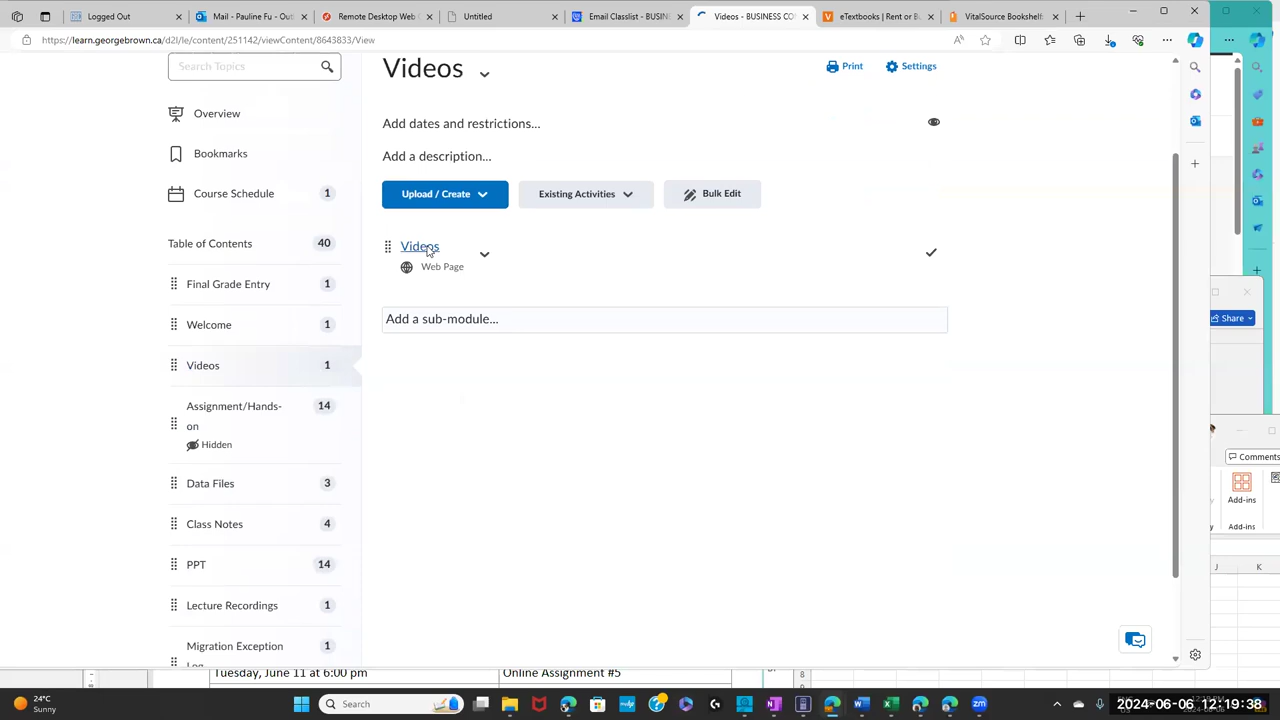 Logged Out
Mail - Pauline Fu - Out
Remote Desktop Web
Untitled
Email Classlist - BUSIN
Videos - BUSINESS CO
eTextbooks | Rent or B
VitalSource Bookshelf
https://learn.georgebrown.ca/d2l/le/content/251142/viewContent/8643833/View
Search Topics
Videos
Print
Settings
Overview
Add dates and restrictions...
Bookmarks
Add a description...
Course Schedule 1
Upload / Create
Existing Activities
Bulk Edit
Table of Contents 40
Videos
Web Page
Final Grade Entry 1
Welcome 1
Add a sub-module...
Share
Videos 1
Assignment/Hands-
on 14
Hidden
Comments
Data Files 3
Add-ins
Class Notes 4
Add-ins
PPT 14
J K
Lecture Recordings 1
Migration Exception 1
Log
Tuesday, June 11 at 6:00 pm
Online Assignment #5
8
9
24°C
Sunny
Search
2024-06-06 12:19:38